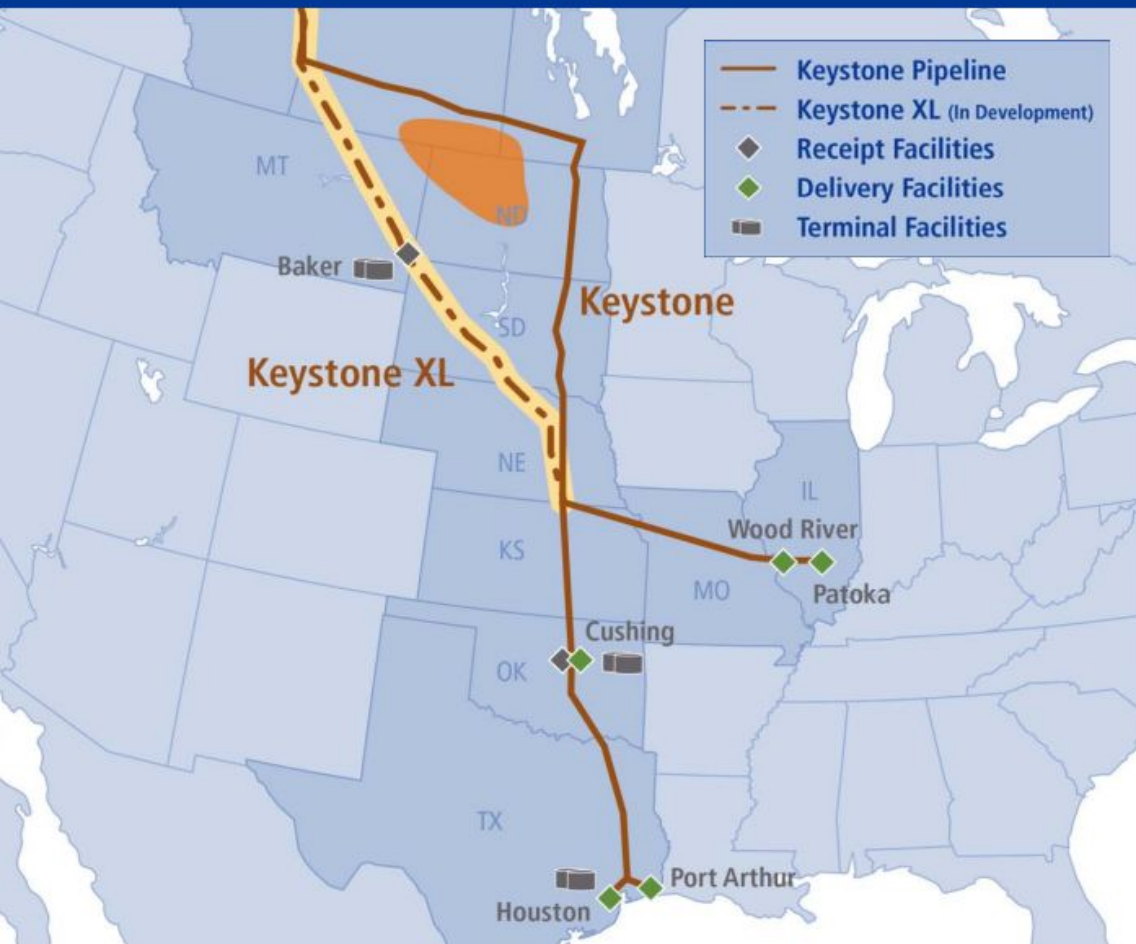 Keystone Pipeline
Keystone XL (In Development)
Receipt Facilities
Delivery Facilities
Terminal Facilities
MT
ND
Baker
Keystone
SD
Keystone XL
NE
IL
Wood River
KS
MO
Patoka
Cushing
OK
TX
Port Arthur
Houston